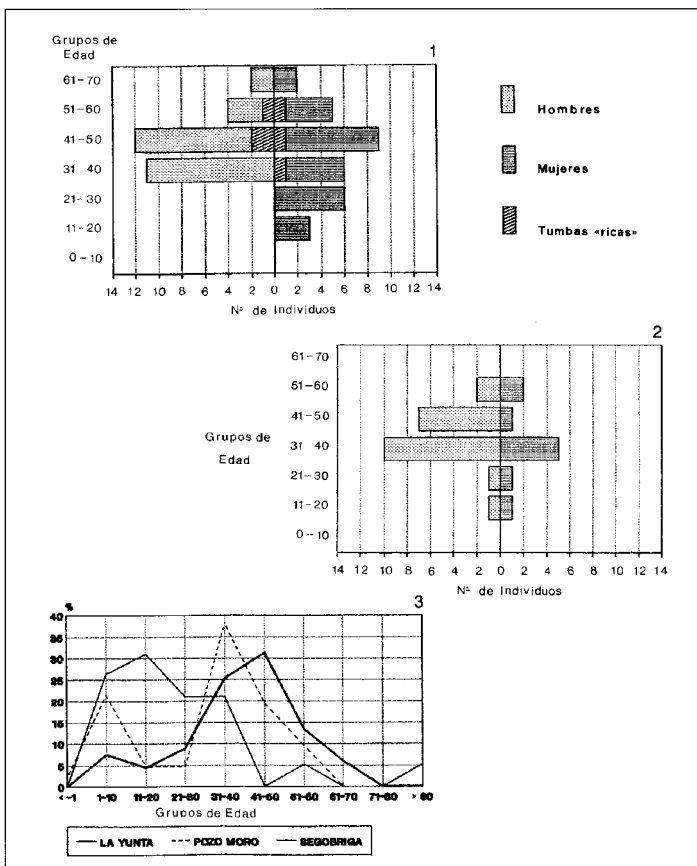 Grupos de
Edad
1
61-70
51-60
41-50
31 40
21-30
11-20
0-10
14 12 10 8 6 4 2 0 2 4 6 8 10 12 14
Nº de Individuos
Hombres
Mujeres
Tumbas «ricas»
2
Grupos de
Edad
61-70
51-60
41-50
31 40
21-30
11-20
0-10
14 12 10 8 6 4 2 0 2 4 6 8 10 12 14
Nº de Individuos
3
%
40
35
30
25
20
15
10
5
0
< -1 1-10 11-20 21-30 31-40 41-50 51-60 61-70 71-80 > 80
Grupos de Edad
LA YUNTA POZO MORO SEGOBRIGA